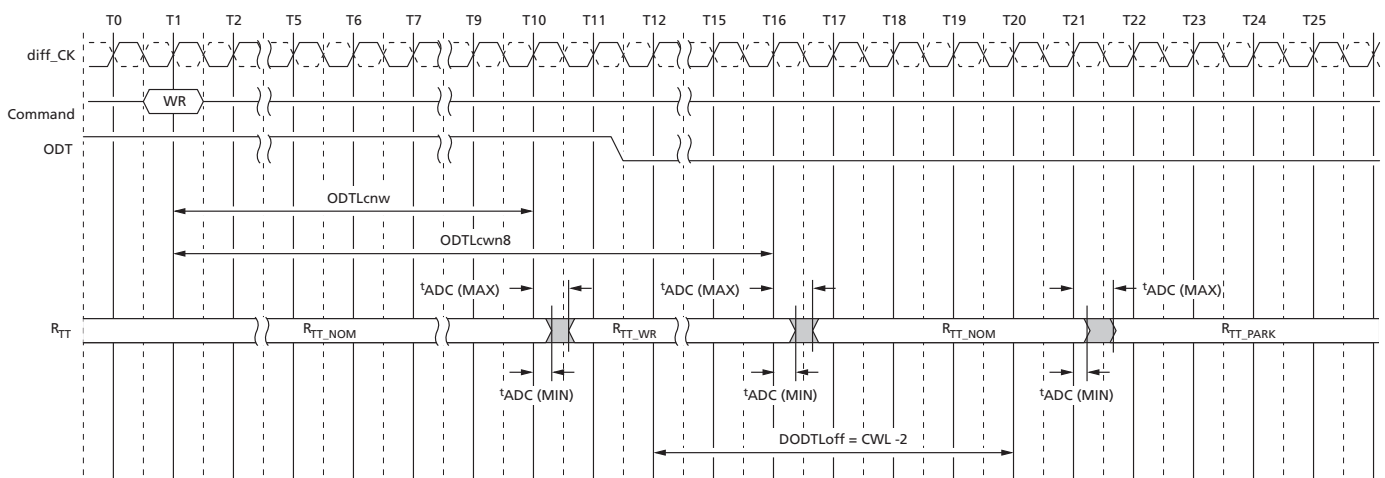 T0 T1 T2 T5 T6 T7 T9 T10 T11 T12 T15 T16 T17 T18 T19 T20 T21 T22 T23 T24 T25
diff_CK
Command WR
ODT
ODTLcnw
ODTLcwn8
tADC (MAX) tADC (MAX) tADC (MAX)
RTT RTT_NOM RTT_WR RTT_NOM RTT_PARK
tADC (MIN) tADC (MIN) tADC (MIN)
DODTLoff = CWL -2